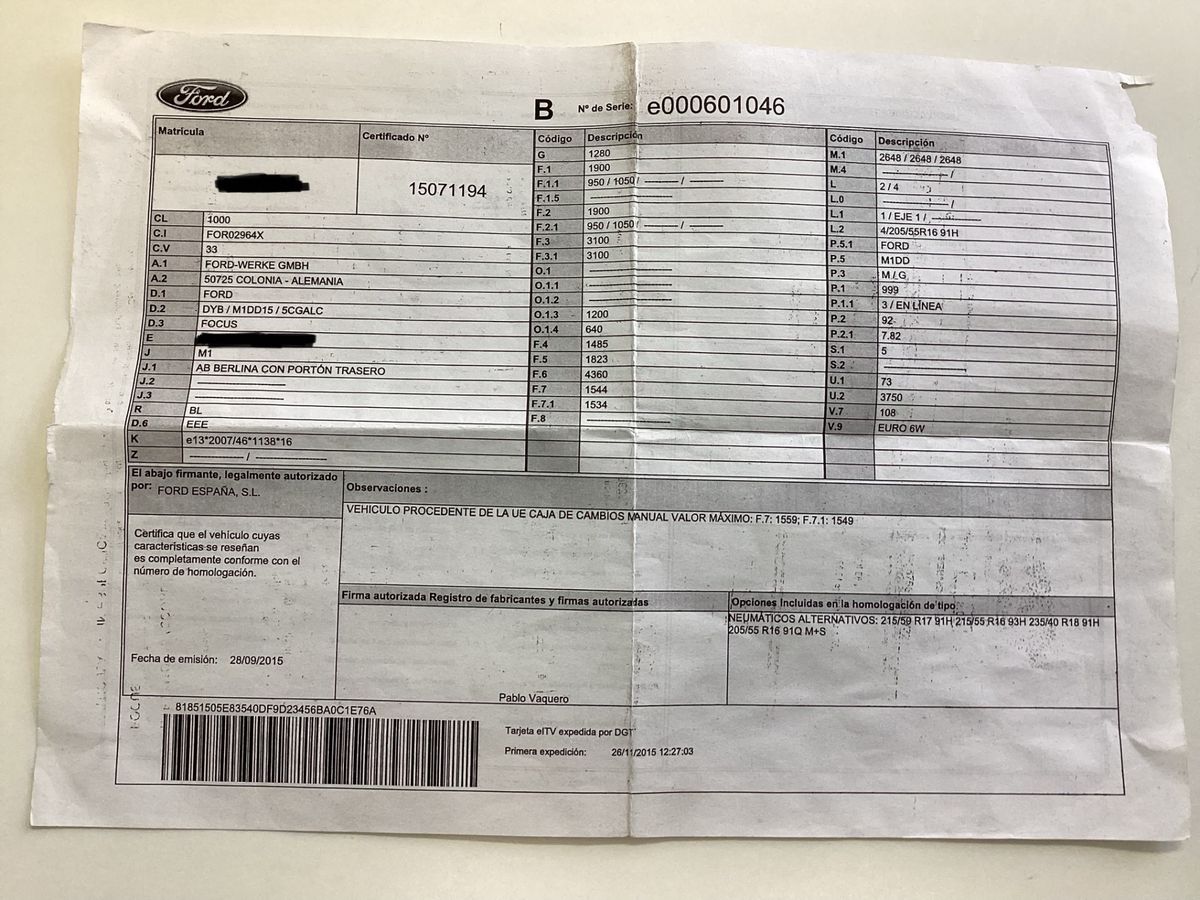 Ford
B Nº de Serie: e000601046
Matrícula
Certificado Nº
15071194
CL 1000
C.I FOR02964X
C.V 33
A.1 FORD-WERKE GMBH
A.2 50725 COLONIA - ALEMANIA
D.1 FORD
D.2 DYB / M1DD15 / 5CGALC
D.3 FOCUS
E
J M1
J.1 AB BERLINA CON PORTÓN TRASERO
J.2 ----------
J.3 ----------
R BL
D.6 EEE
K e13*2007/46*1138*16
Z ---------- / ----------
Código Descripción
G 1280
F.1 1900
F.1.1 950 / 1050 / ---------- / ----------
F.1.5 ----------
F.2 1900
F.2.1 950 / 1050 / ---------- / ----------
F.3 3100
F.3.1 3100
O.1 ----------
O.1.1 ----------
O.1.2 ----------
O.1.3 1200
O.1.4 640
F.4 1485
F.5 1823
F.6 4360
F.7 1544
F.7.1 1534
F.8 ----------
Código Descripción
M.1 2648 / 2648 / 2648
M.4 ---------- /
L 2 / 4
L.0 ---------- /
L.1 1 / EJE 1 / ----------
L.2 4/205/55R16 91H
P.5.1 FORD
P.5 M1DD
P.3 M / G
P.1 999
P.1.1 3 / EN LÍNEA
P.2 92
P.2.1 7.82
S.1 5
S.2 ----------
U.1 73
U.2 3750
V.7 108
V.9 EURO 6W
El abajo firmante, legalmente autorizado
por: FORD ESPAÑA, S.L.
Certifica que el vehículo cuyas
características se reseñan
es completamente conforme con el
número de homologación.
Fecha de emisión: 28/09/2015
Observaciones :
VEHICULO PROCEDENTE DE LA UE CAJA DE CAMBIOS MANUAL VALOR MÁXIMO: F.7: 1559; F.7.1: 1549
Firma autorizada Registro de fabricantes y firmas autorizadas
Pablo Vaquero
Opciones incluidas en la homologación de tipo
NEUMÁTICOS ALTERNATIVOS: 215/50 R17 91H 215/55 R16 93H 235/40 R18 91H
205/55 R16 91Q M+S
81851505E83540DF9D23456BA0C1E76A
Tarjeta eITV expedida por DGT
Primera expedición: 26/11/2015 12:27:03